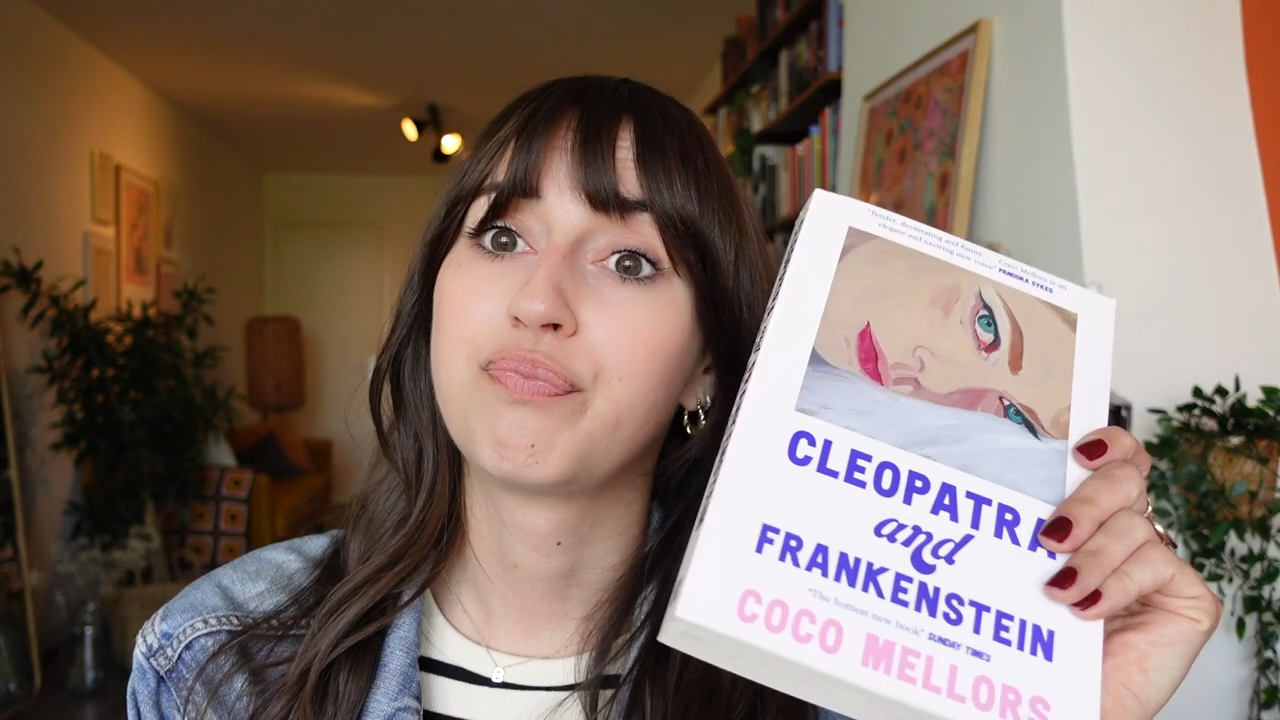 "Tender, devastating and funny
Coco Mellors is an
elegant and exciting new voice" PANDORA SYKES
CLEOPATRA
and
FRANKENSTEIN
"The hottest new book" SUNDAY TIMES
COCO MELLORS